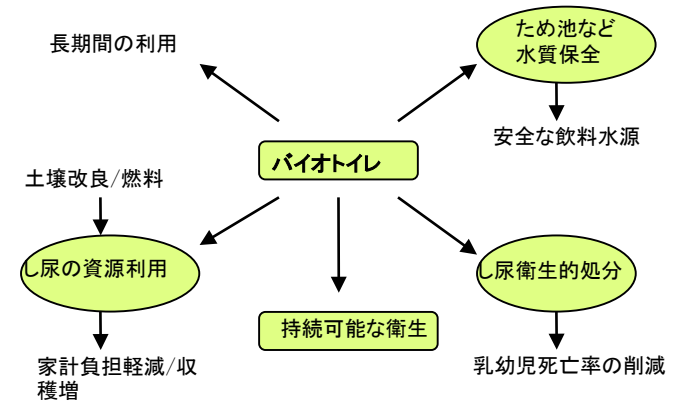 長期間の利用
ため池など
水質保全
安全な飲料水源
バイオトイレ
土壌改良/燃料
し尿の資源利用
し尿衛生的処分
持続可能な衛生
家計負担軽減/収
穫増
乳幼児死亡率の削減